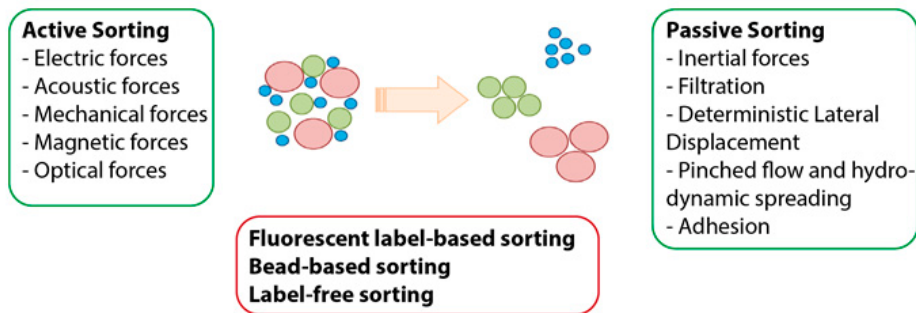 Active Sorting
- Electric forces
- Acoustic forces
- Mechanical forces
- Magnetic forces
- Optical forces
Passive Sorting
- Inertial forces
- Filtration
- Deterministic Lateral
Displacement
- Pinched flow and hydro-
dynamic spreading
- Adhesion
Fluorescent label-based sorting
Bead-based sorting
Label-free sorting